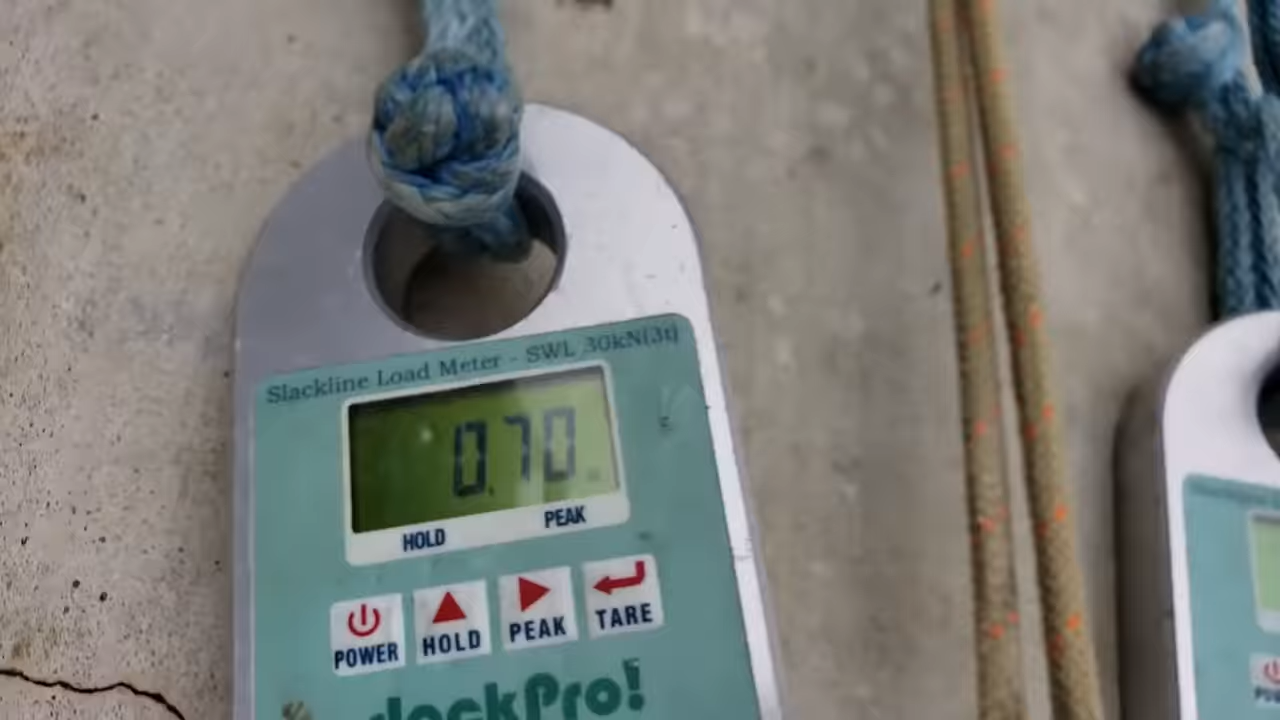 Slackline Load Meter - SWL 30kN(3t)
0.70
HOLD PEAK
POWER HOLD PEAK TARE